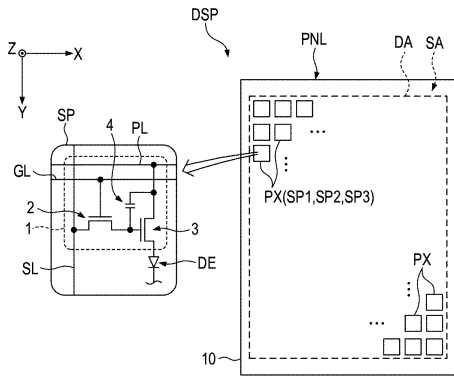 DSP
Z X
Y
PNL
DA SA
SP
4 PL
GL
2
1 3
SL
DE
PX(SP1,SP2,SP3)
PX
10